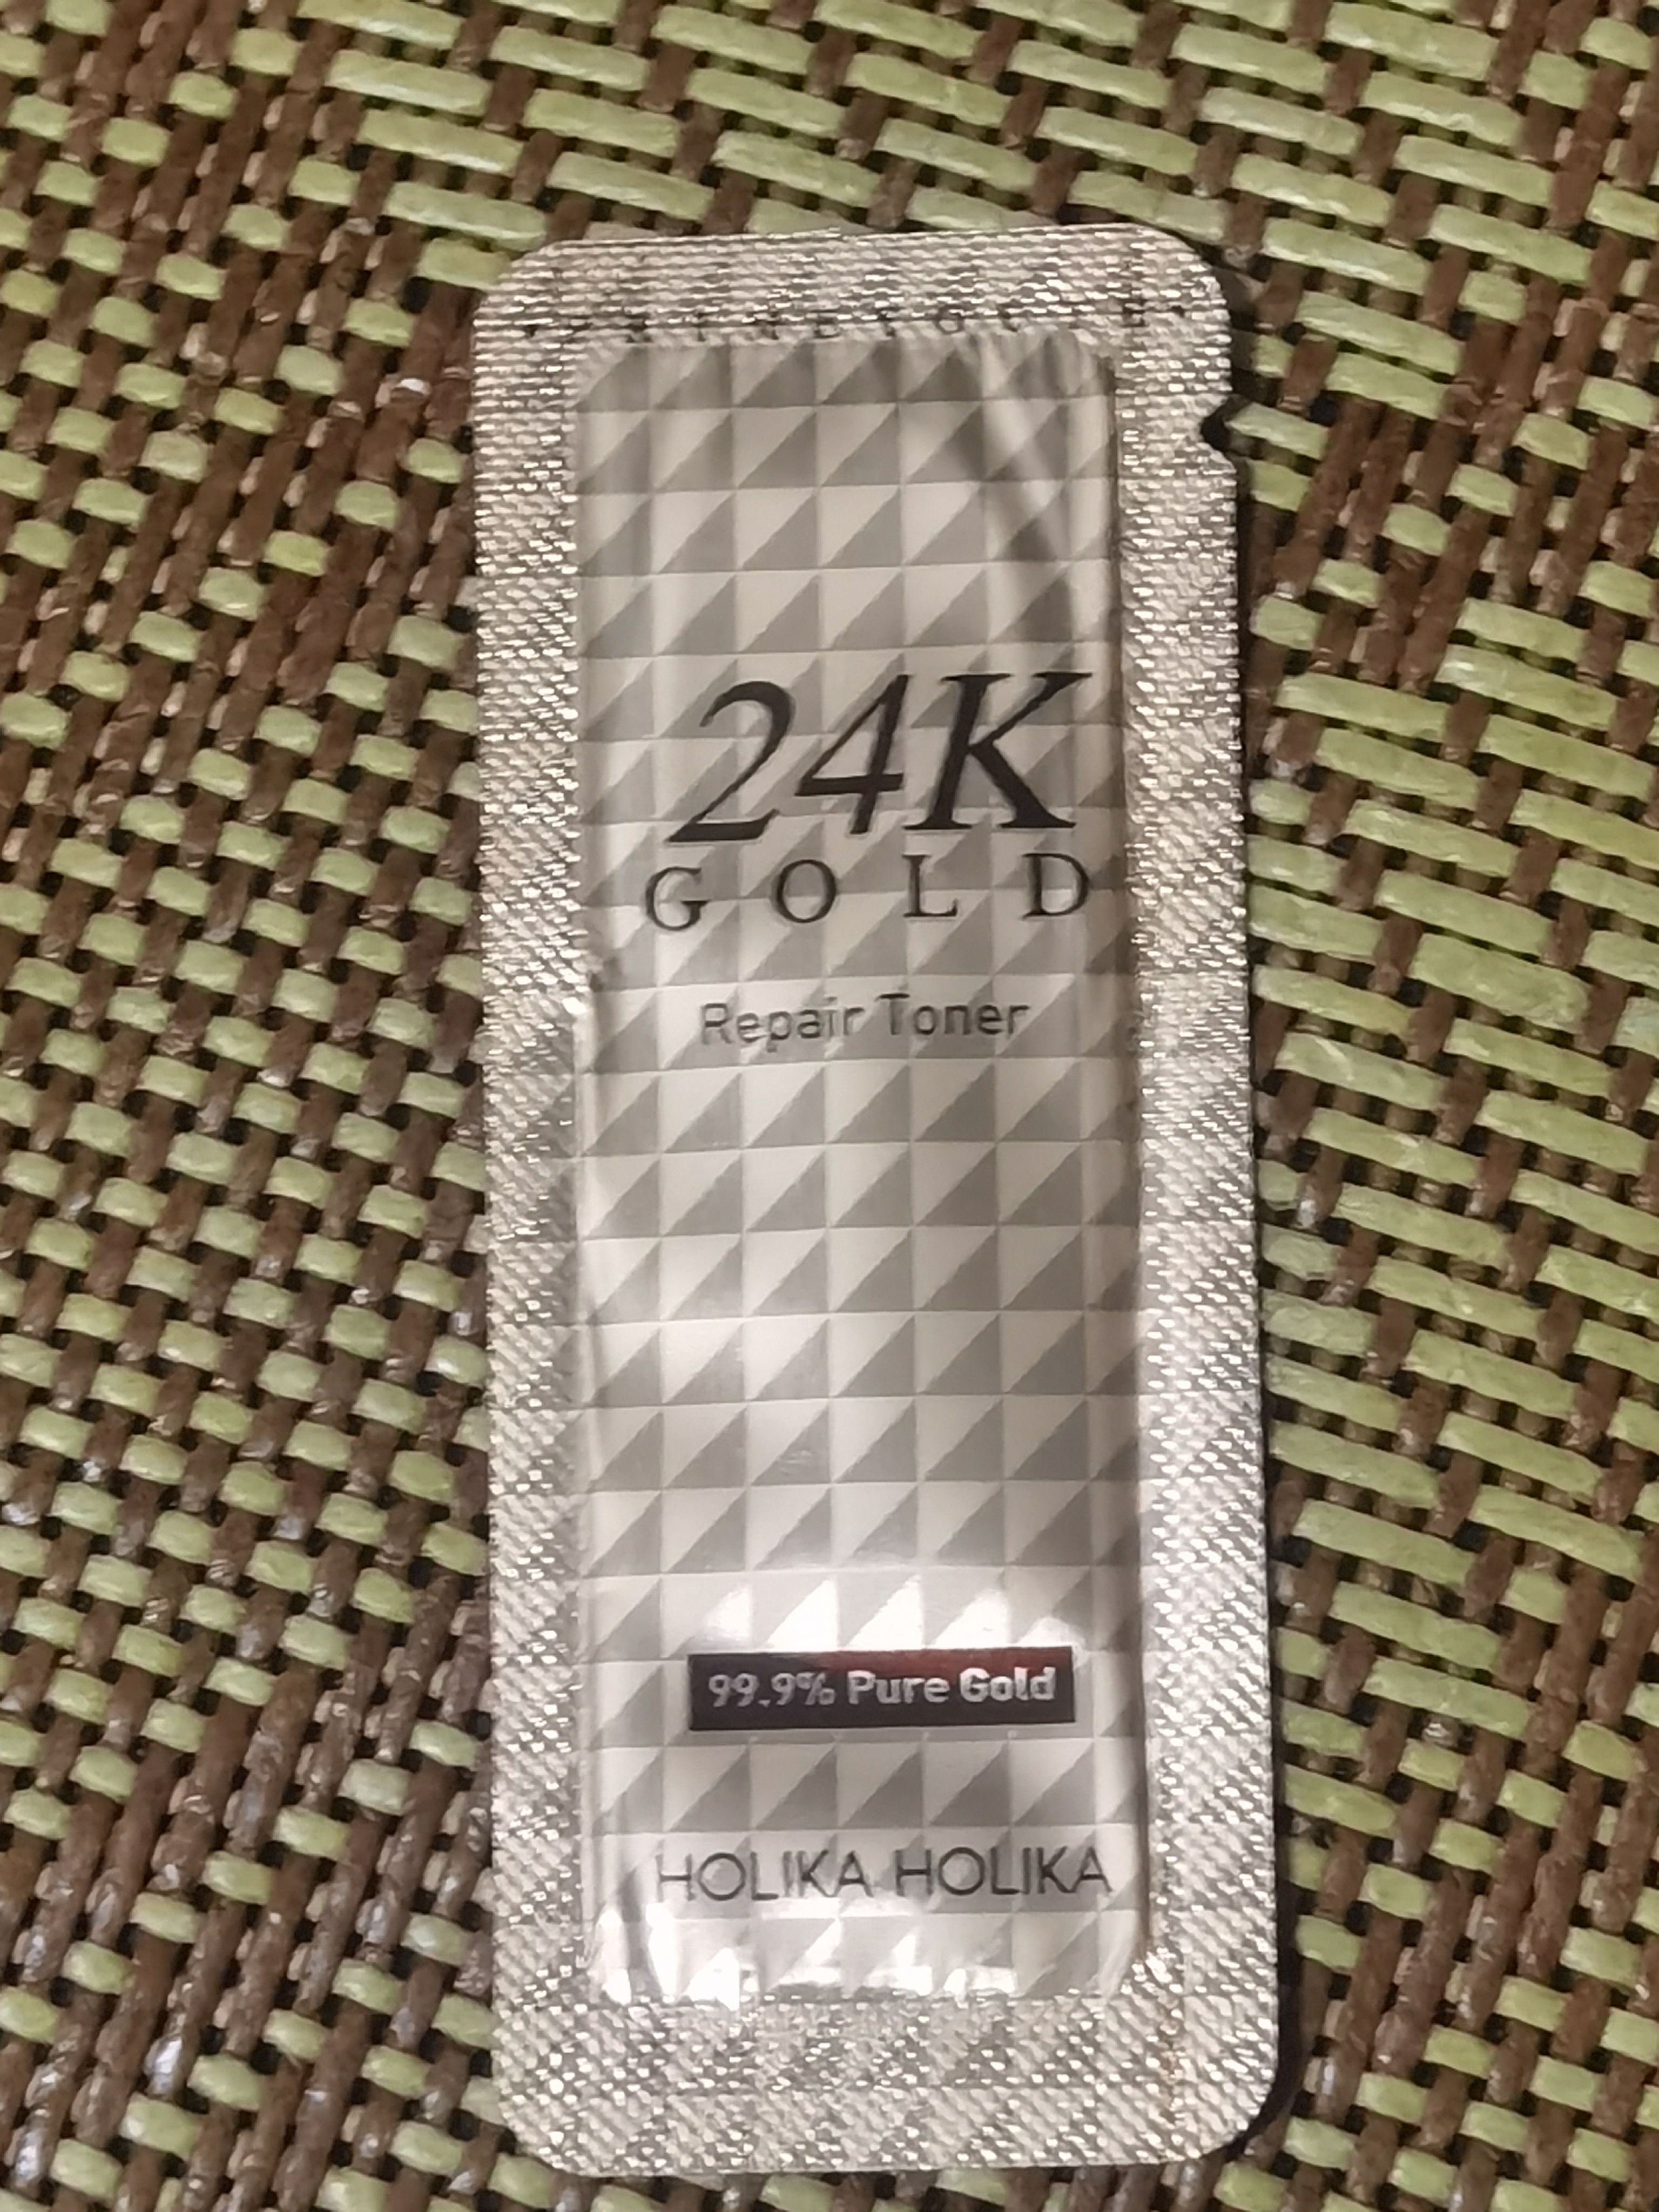 24K
GOLD
Repair Toner
99.9% Pure Gold
HOLIKA HOLIKA